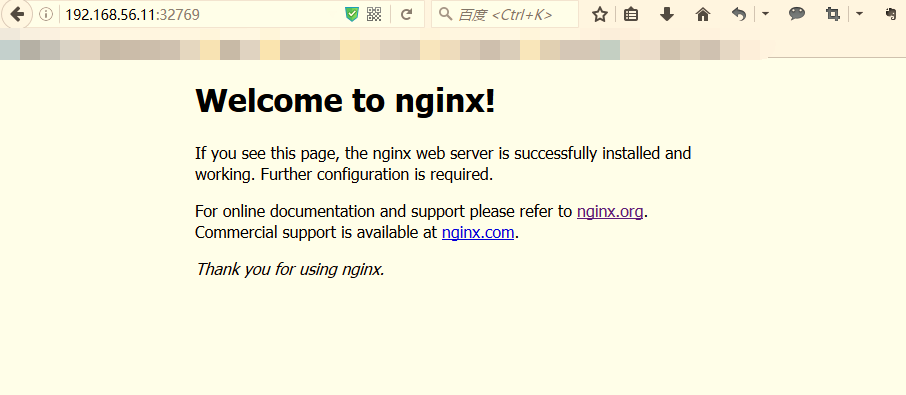 192.168.56.11:32769
百度 <Ctrl+K>
Welcome to nginx!
If you see this page, the nginx web server is successfully installed and
working. Further configuration is required.
For online documentation and support please refer to nginx.org.
Commercial support is available at nginx.com.
Thank you for using nginx.